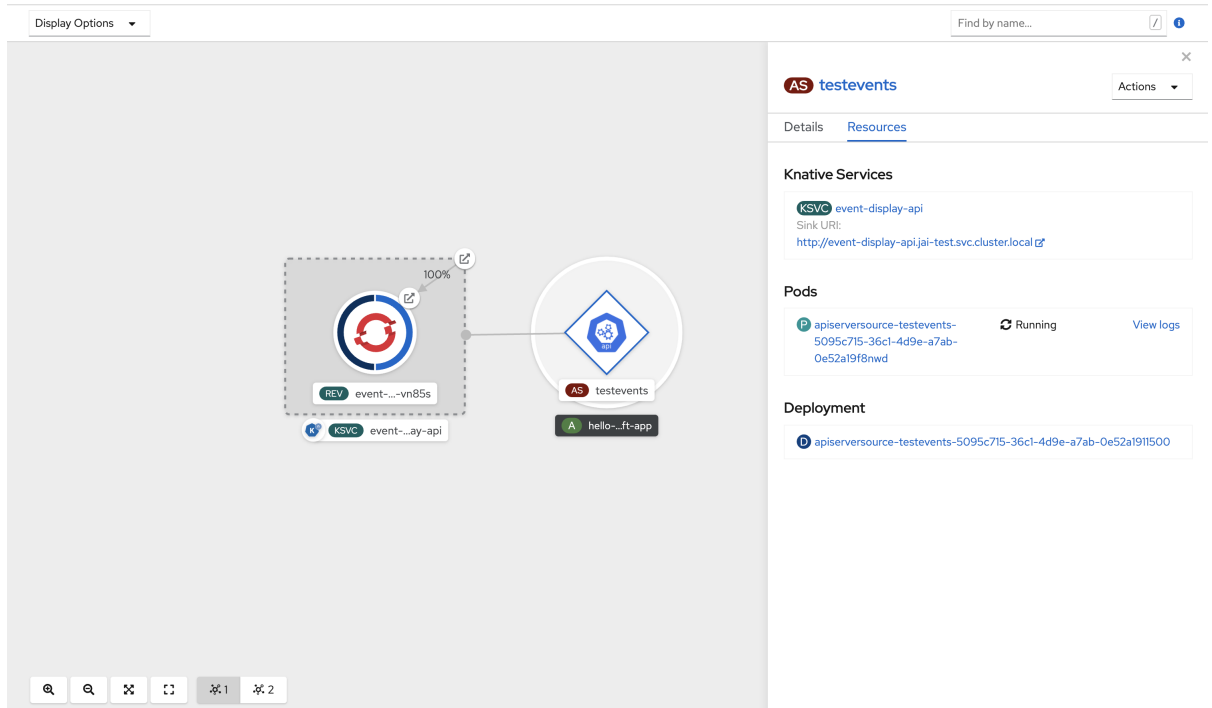 Display Options
Find by name...
/
AS testevents
Actions
Details Resources
Knative Services
KSVC event-display-api
Sink URI:
http://event-display-api.jai-test.svc.cluster.local
Pods
P apiserversource-testevents-
5095c715-36c1-4d9e-a7ab-
0e52a19f8nwd
Running
View logs
Deployment
D apiserversource-testevents-5095c715-36c1-4d9e-a7ab-0e52a1911500
100%
api
REV event-...-vn85s
KSVC event-...ay-api
AS testevents
A hello-...ft-app
1
2